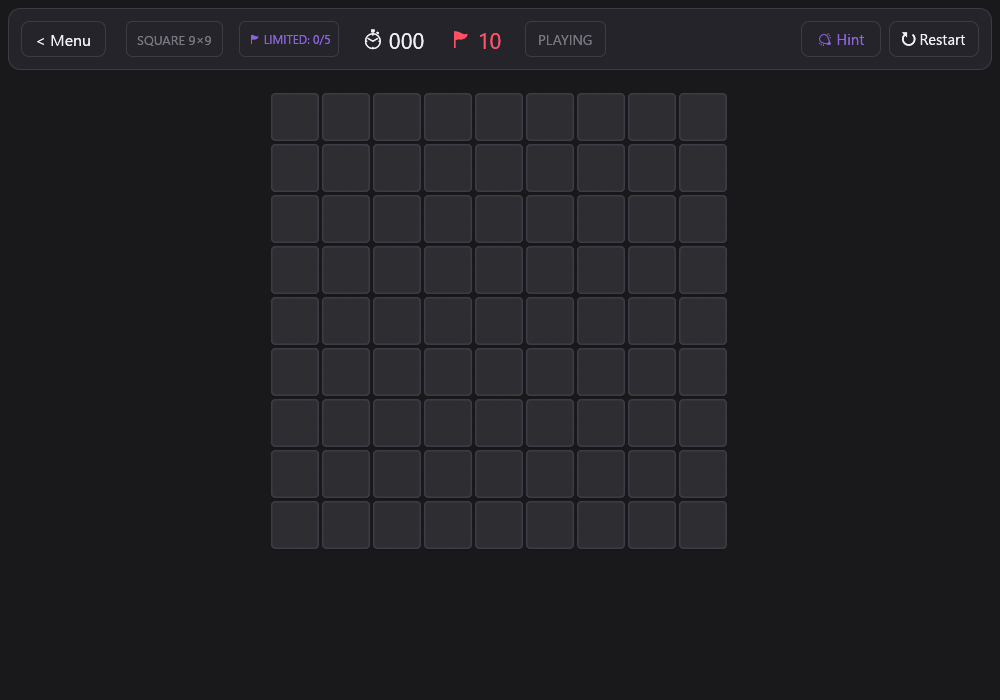 < Menu
SQUARE 9×9
LIMITED: 0/5
000
10
PLAYING
Hint
Restart